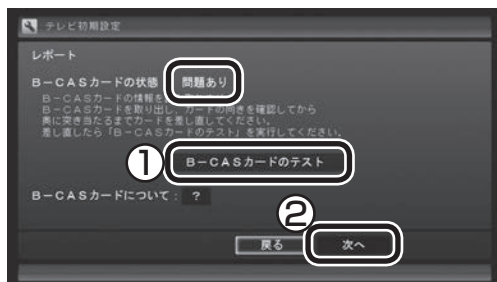 テレビ初期設定
レポート
B-CASカードの状態 問題あり
B-CASカードの情報を
B-CASカードを取り出し、カードの向きを確認してから
奥に突き当たるまでカードを差し直してください。
差し直したら「B-CASカードのテスト」を実行してください。
① B-CASカードのテスト
B-CASカードについて: ?
②
戻る 次へ